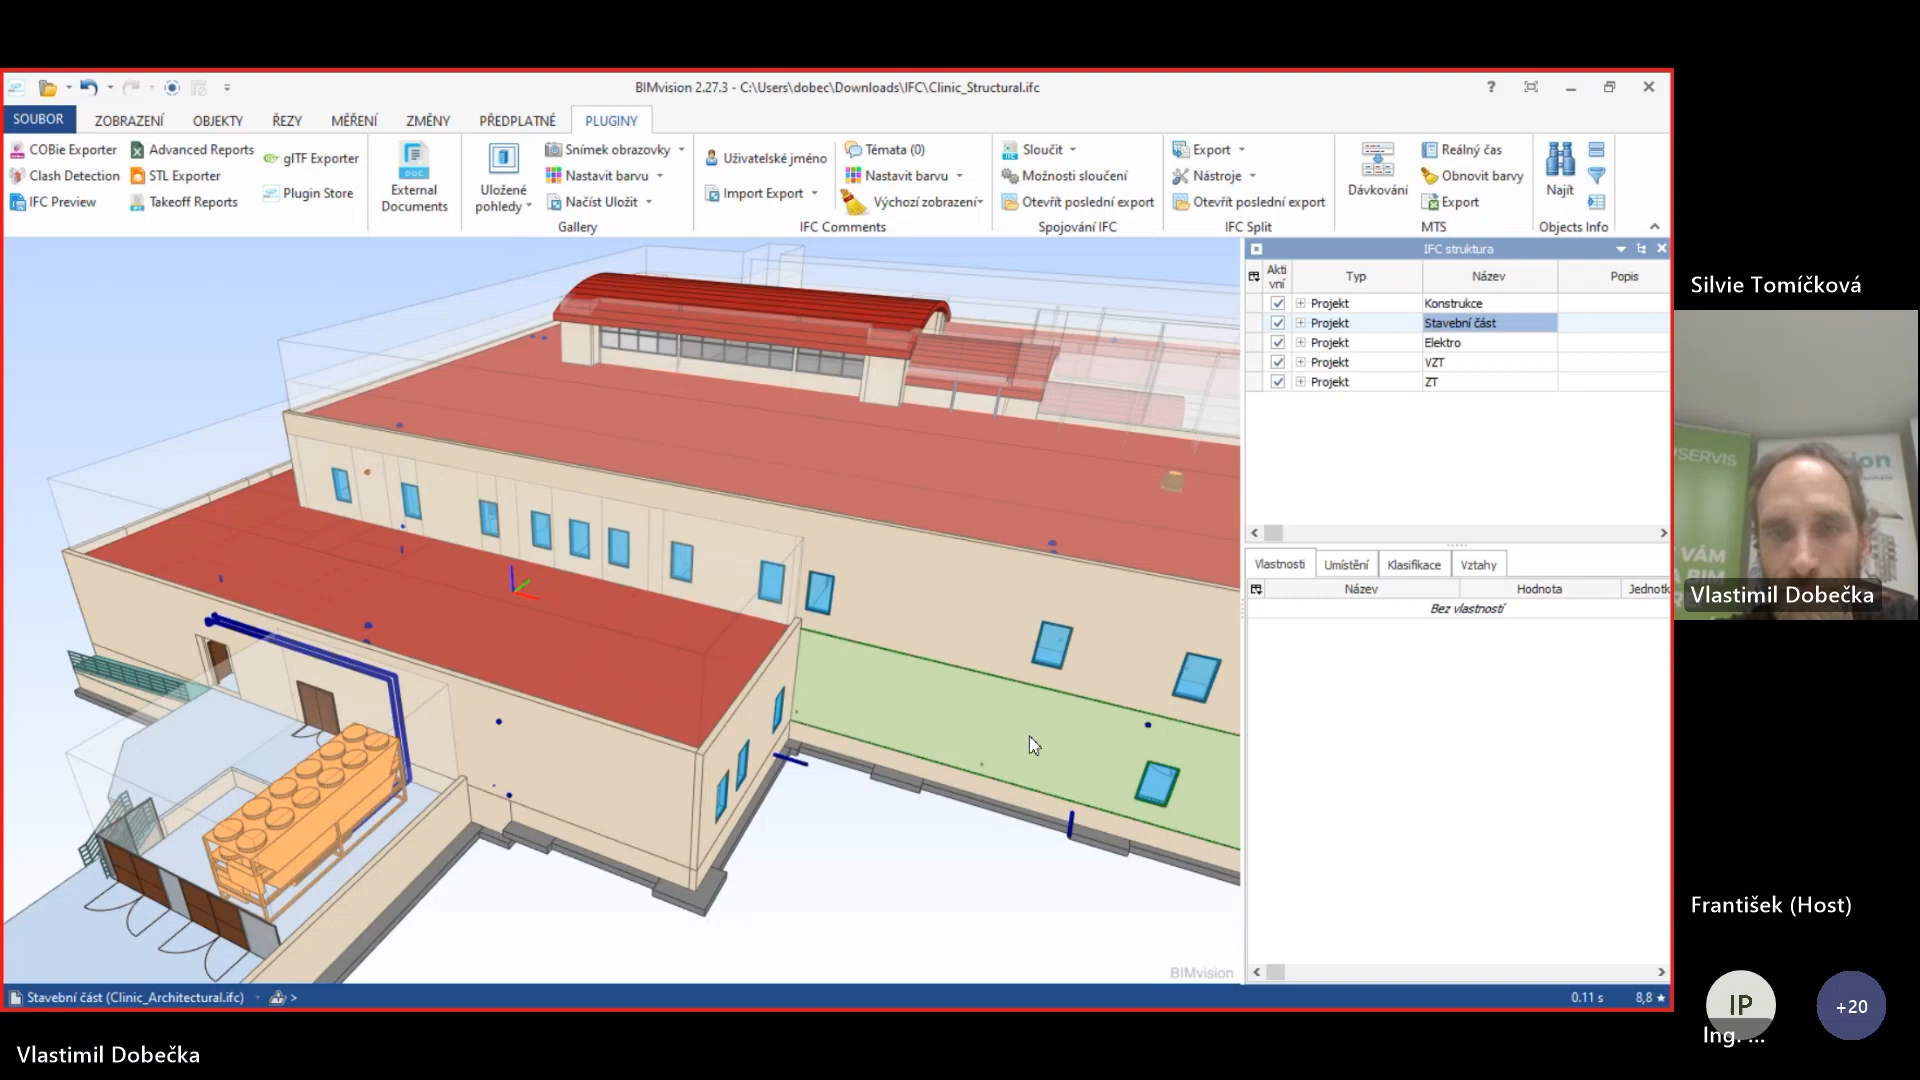 BIMvision 2.27.3 - C:\Users\dobec\Downloads\IFC\Clinic_Structural.ifc
?
SOUBOR ZOBRAZENÍ OBJEKTY ŘEZY MĚŘENÍ ZMĚNY PŘEDPLATNÉ PLUGINY
COBie Exporter
Clash Detection
IFC Preview
Advanced Reports
STL Exporter
Takeoff Reports
glTF Exporter
Plugin Store
DOC
External
Documents
Uložené
pohledy
Snímek obrazovky
Nastavit barvu
Načíst Uložit
Gallery
Uživatelské jméno
Import Export
Témata (0)
Nastavit barvu
Výchozí zobrazení
IFC Comments
Sloučit
Možnosti sloučení
Otevřít poslední export
Spojování IFC
Export
Nástroje
Otevřít poslední export
IFC Split
Dávkování
Reálný čas
Obnovit barvy
Export
MTS
Najít
Objects Info
IFC struktura
Akti
vní
Typ Název Popis
Projekt Konstrukce
Projekt Stavební část
Projekt Elektro
Projekt VZT
Projekt ZT
Vlastnosti Umístění Klasifikace Vztahy
Název Hodnota Jednotk
Bez vlastností
BIMvision
Stavební část (Clinic_Architectural.ifc) >
0.11 s 8,8
Vlastimil Dobečka
Silvie Tomíčková
SERVIS
ion
VÁM
BIM
Vlastimil Dobečka
František (Host)
IP
Ing. ...
+20